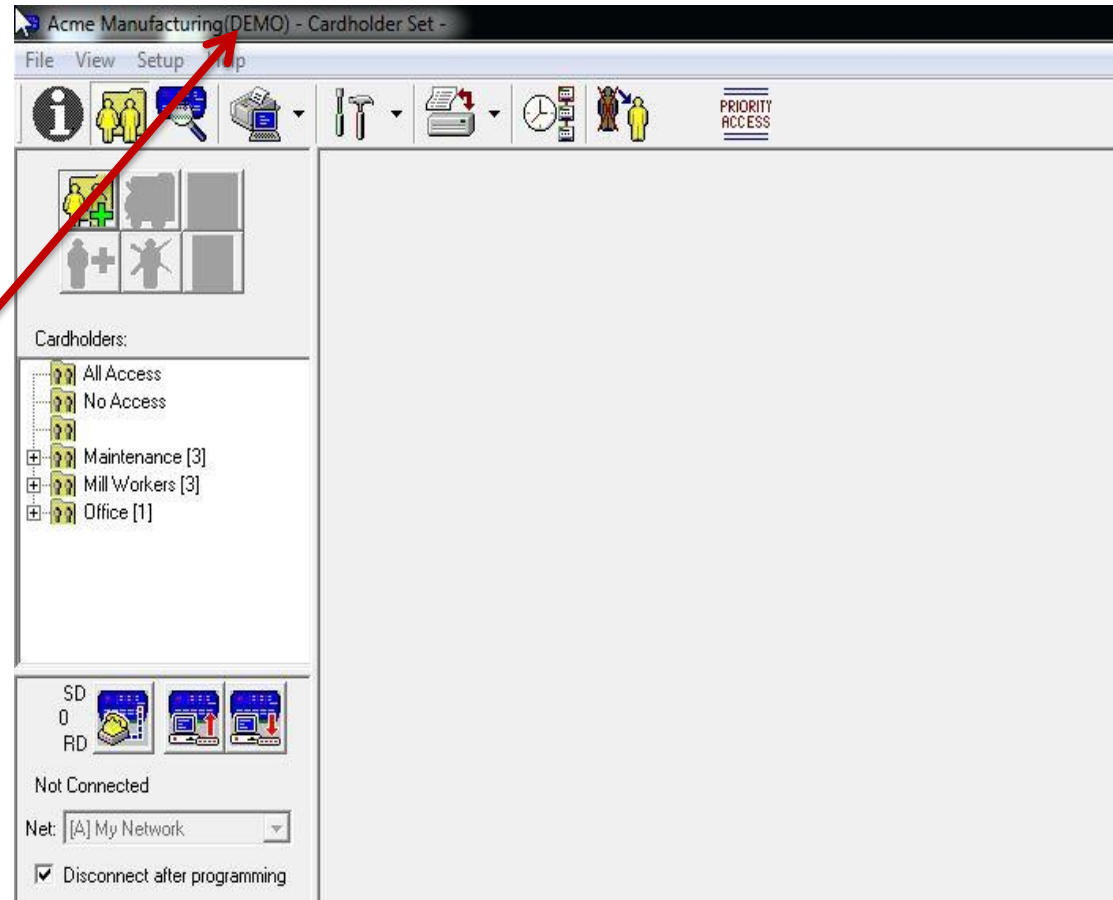 Acme Manufacturing(DEMO) - Cardholder Set -
File View Setup Help
PRIORITY
ACCESS
Cardholders:
All Access
No Access
Maintenance [3]
Mill Workers [3]
Office [1]
SD
0
RD
Not Connected
Net: [A] My Network
Disconnect after programming